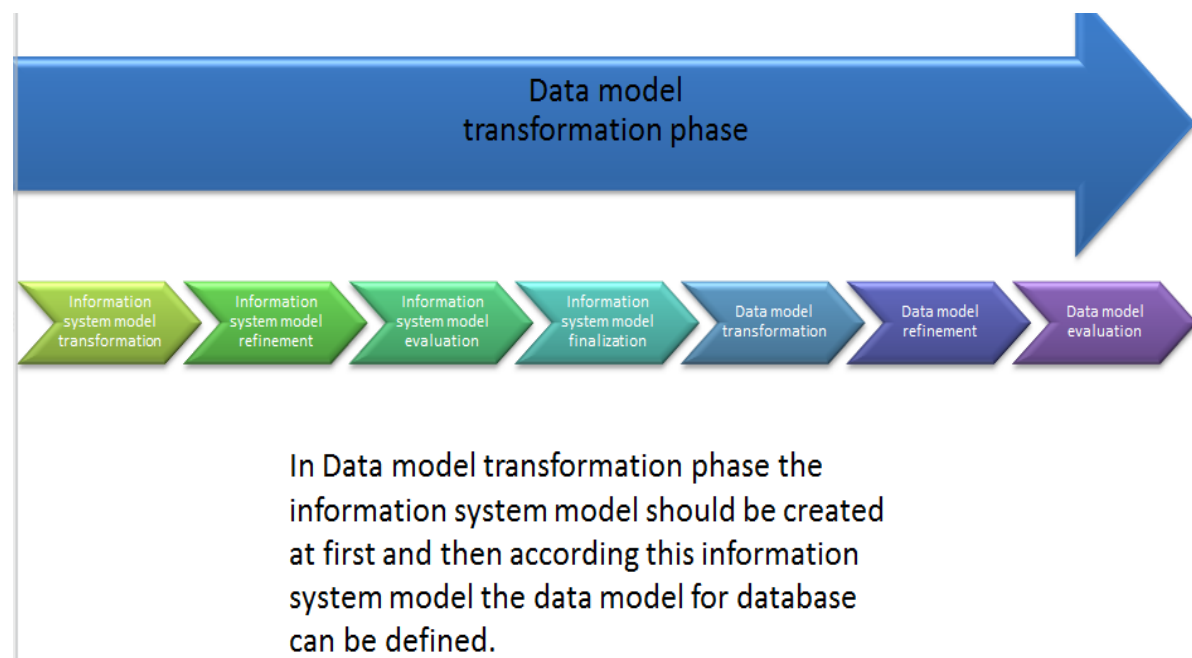 Data model
transformation phase
Information
system model
transformation
Information
system model
refinement
Information
system model
evaluation
Information
system model
finalization
Data model
transformation
Data model
refinement
Data model
evaluation
In Data model transformation phase the
information system model should be created
at first and then according this information
system model the data model for database
can be defined.